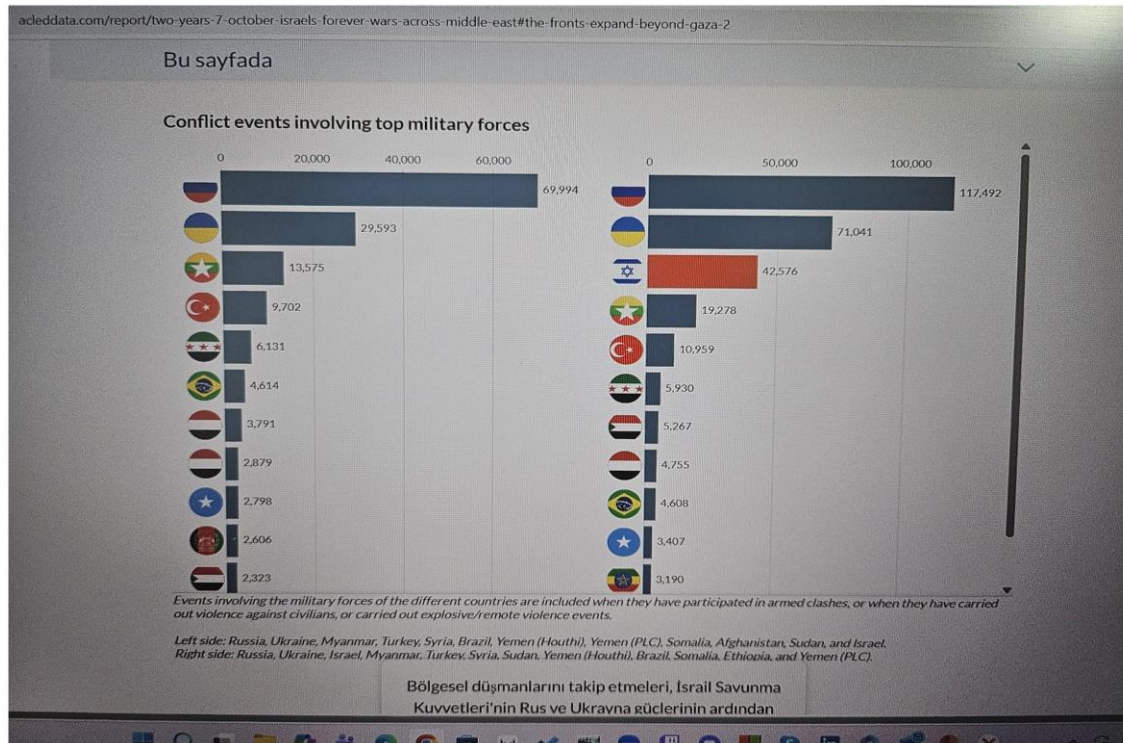 acleddata.com/report/two-years-7-october-israels-forever-wars-across-middle-east#the-fronts-expand-beyond-gaza-2
Bu sayfada
Conflict events involving top military forces
0 20,000 40,000 60,000
69,994
29,593
13,575
9,702
6,131
4,614
3,791
2,879
2,798
2,606
2,323
0 50,000 100,000
117,492
71,041
42,576
19,278
10,959
5,930
5,267
4,755
4,608
3,407
3,190
Events involving the military forces of the different countries are included when they have participated in armed clashes, or when they have carried
out violence against civilians, or carried out explosive/remote violence events.
Left side: Russia, Ukraine, Myanmar, Turkey, Syria, Brazil, Yemen (Houthi), Yemen (PLC), Somalia, Afghanistan, Sudan, and Israel.
Right side: Russia, Ukraine, Israel, Myanmar, Turkey, Syria, Sudan, Yemen (Houthi), Brazil, Somalia, Ethiopia, and Yemen (PLC).
Bölgesel düşmanlarını takip etmeleri, İsrail Savunma
Kuvvetleri'nin Rus ve Ukrayna güçlerinin ardından